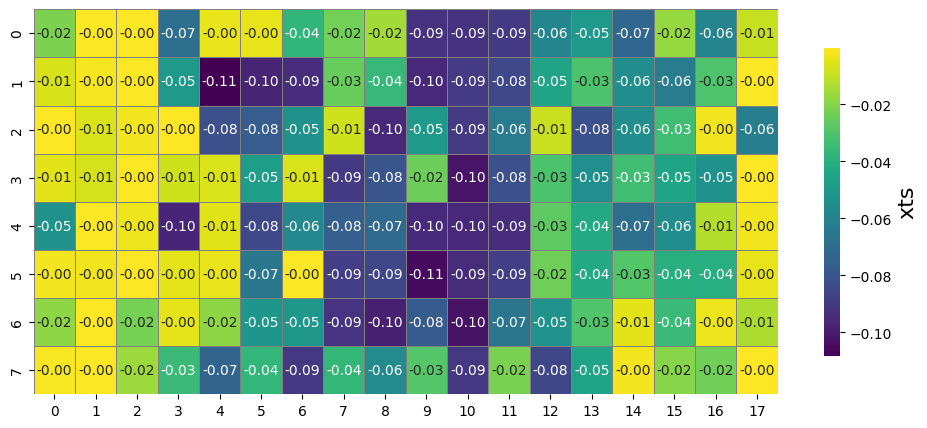 0 -0.02 -0.00 -0.00 -0.07 -0.00 -0.00 -0.04 -0.02 -0.02 -0.09 -0.09 -0.09 -0.06 -0.05 -0.07 -0.02 -0.06 -0.01
1 -0.01 -0.00 -0.00 -0.05 -0.11 -0.10 -0.09 -0.03 -0.04 -0.10 -0.09 -0.08 -0.05 -0.03 -0.06 -0.06 -0.03 -0.00
2 -0.00 -0.01 -0.00 -0.00 -0.08 -0.08 -0.05 -0.01 -0.10 -0.05 -0.09 -0.06 -0.01 -0.08 -0.06 -0.03 -0.00 -0.06
3 -0.01 -0.01 -0.00 -0.01 -0.01 -0.05 -0.01 -0.09 -0.08 -0.02 -0.10 -0.08 -0.03 -0.05 -0.03 -0.05 -0.05 -0.00
4 -0.05 -0.00 -0.00 -0.10 -0.01 -0.08 -0.06 -0.08 -0.07 -0.10 -0.10 -0.09 -0.03 -0.04 -0.07 -0.06 -0.01 -0.00
5 -0.00 -0.00 -0.00 -0.00 -0.00 -0.07 -0.00 -0.09 -0.09 -0.11 -0.09 -0.09 -0.02 -0.04 -0.03 -0.04 -0.04 -0.00
6 -0.02 -0.00 -0.02 -0.00 -0.02 -0.05 -0.05 -0.09 -0.10 -0.08 -0.10 -0.07 -0.05 -0.03 -0.01 -0.04 -0.00 -0.01
7 -0.00 -0.00 -0.02 -0.03 -0.07 -0.04 -0.09 -0.04 -0.06 -0.03 -0.09 -0.02 -0.08 -0.05 -0.00 -0.02 -0.02 -0.00
0 1 2 3 4 5 6 7 8 9 10 11 12 13 14 15 16 17
−0.02
−0.04
−0.06
−0.08
−0.10
xts